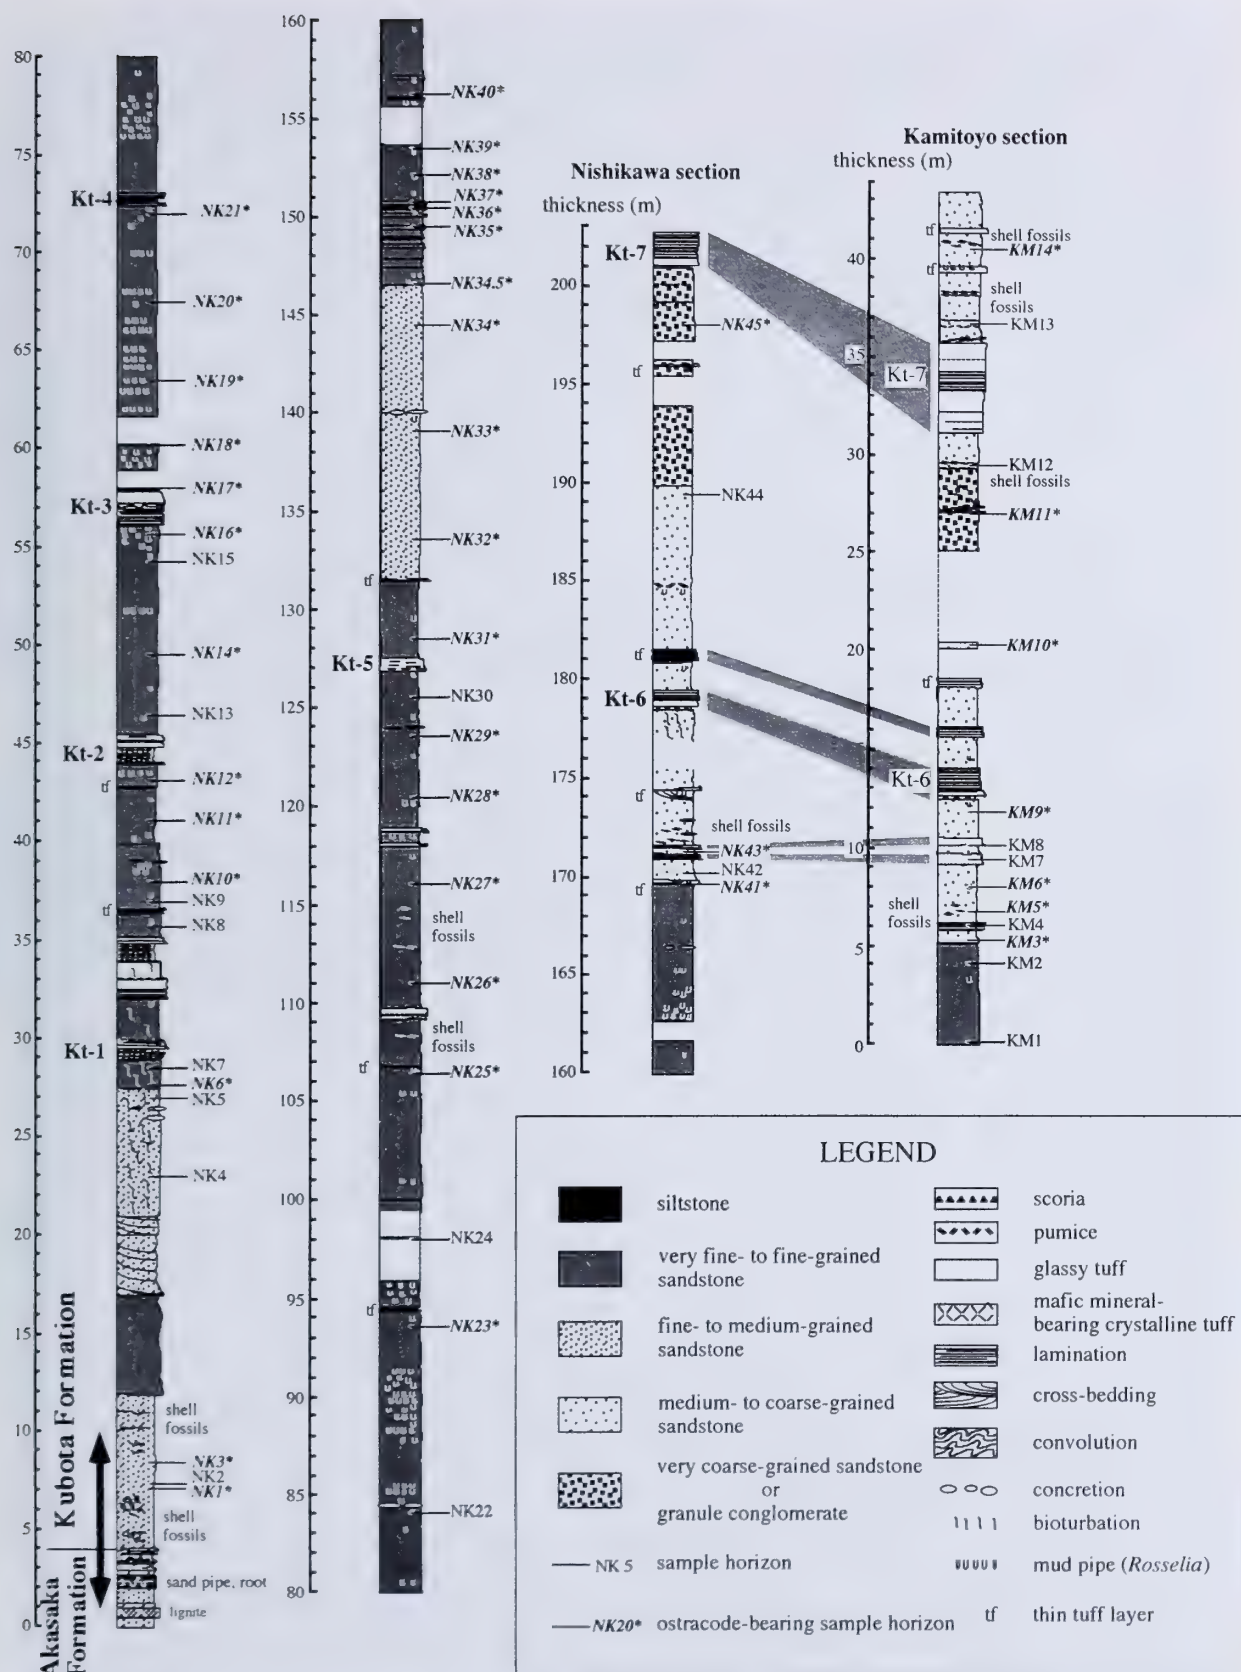 80
75
70
65
60
55
50
45
40
35
30
25
20
15
10
5
0
Kt-4
NK21*
NK20*
NK19*
NK18*
NK17*
Kt-3
NK16*
NK15
NK14*
NK13
Kt-2
NK12*
tf
NK11*
NK10*
NK9
tf
NK8
Kt-1
NK7
NK6*
NK5
NK4
shell
fossils
NK3*
NK2
NK1*
shell
fossils
sand pipe, root
lignite
Kubota Formation
Akasaka
Formation
160
155
150
145
140
135
130
125
120
115
110
105
100
95
90
85
80
NK40*
NK39*
NK38*
NK37*
NK36*
NK35*
NK34.5*
NK34*
NK33*
NK32*
tf
NK31*
Kt-5
NK30
NK29*
NK28*
NK27*
shell
fossils
NK26*
shell
fossils
tf
NK25*
NK24
tf
NK23*
NK22
Nishikawa section
thickness (m)
200
195
190
185
180
175
170
165
160
Kt-7
NK45*
tf
NK44
tf
Kt-6
tf
shell fossils
NK43*
NK42
tf
NK41*
Kamitoyo section
thickness (m)
40
35
30
25
20
15
10
5
0
tf
shell fossils
KM14*
tf
shell
fossils
KM13
Kt-7
KM12
shell fossils
KM11*
KM10*
tf
Kt-6
KM9*
KM8
KM7
KM6*
shell
fossils
KM5*
KM4
KM3*
KM2
KM1
LEGEND
siltstone
very fine- to fine-grained
sandstone
fine- to medium-grained
sandstone
medium- to coarse-grained
sandstone
very coarse-grained sandstone
or
granule conglomerate
NK 5 sample horizon
NK20* ostracode-bearing sample horizon
scoria
pumice
glassy tuff
mafic mineral-
bearing crystalline tuff
lamination
cross-bedding
convolution
concretion
bioturbation
mud pipe (Rosselia)
tf thin tuff layer